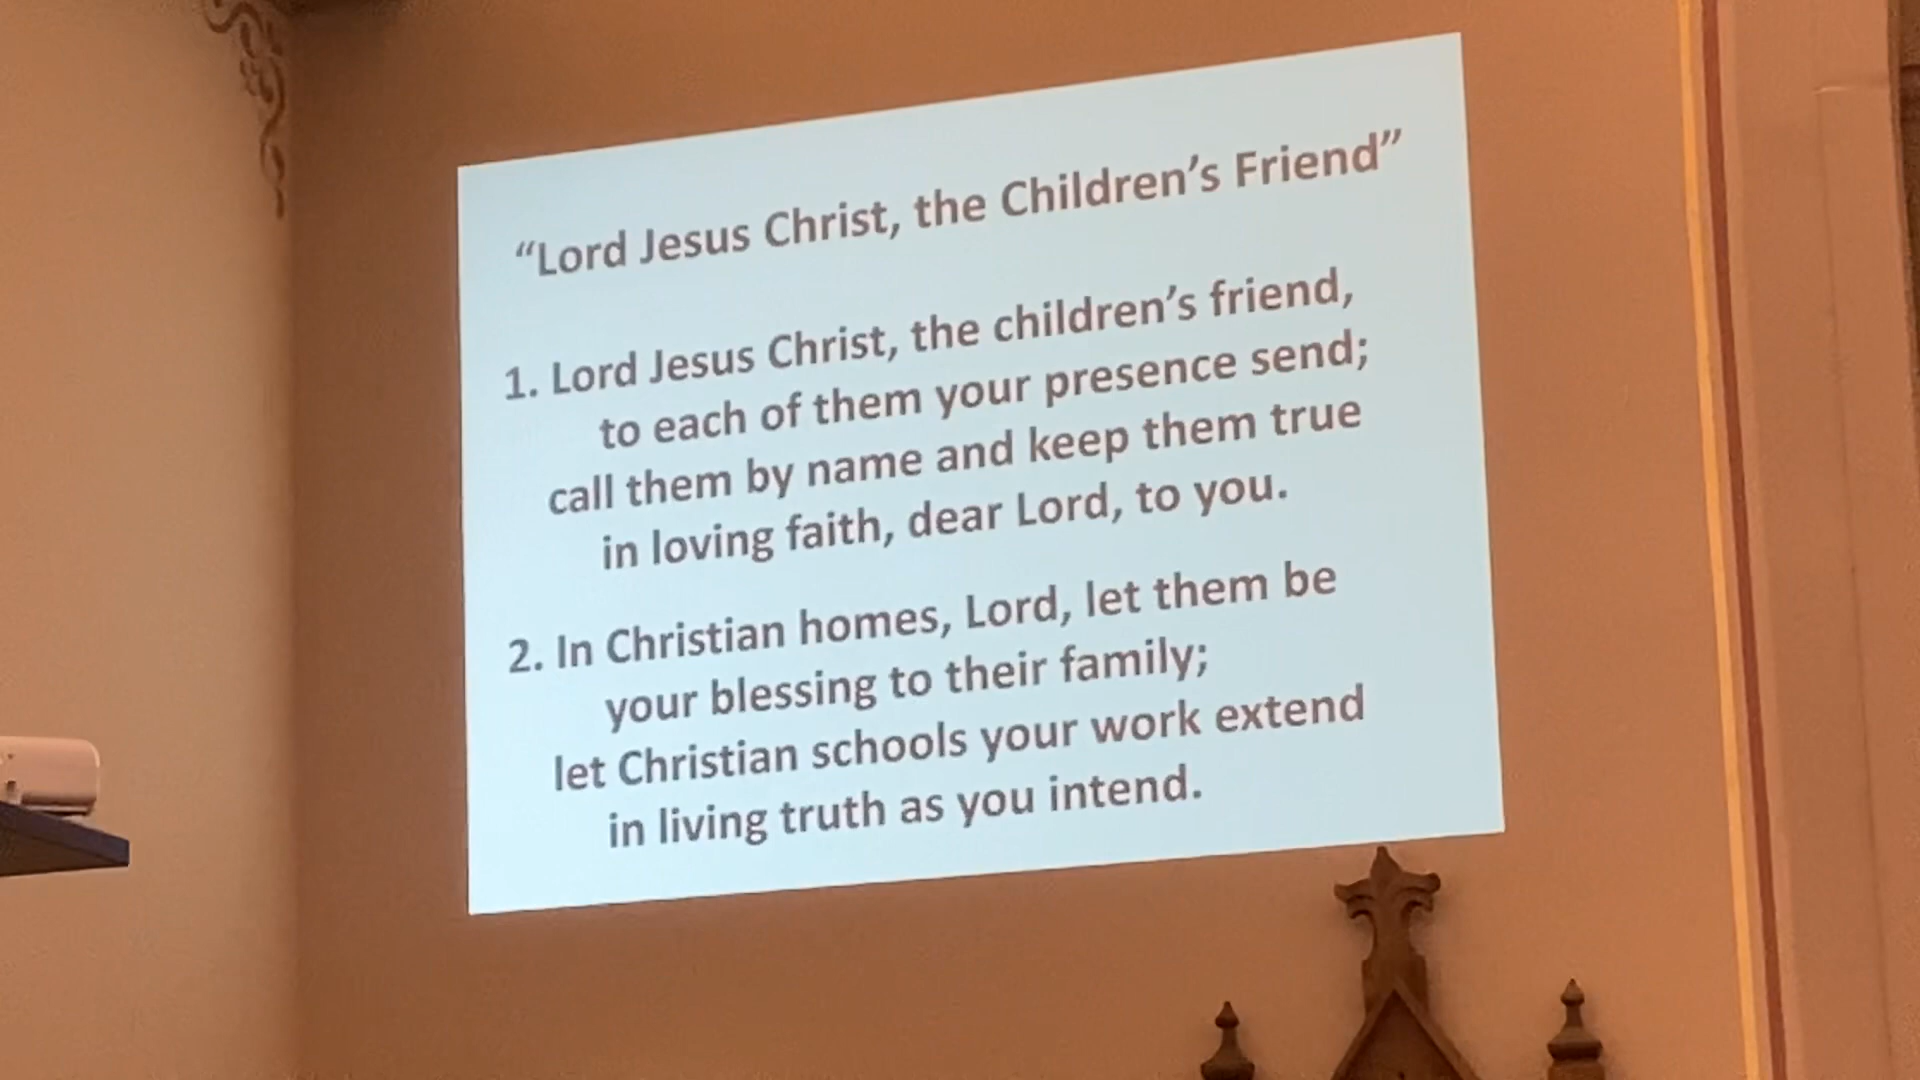 “Lord Jesus Christ, the Children’s Friend”
1. Lord Jesus Christ, the children’s friend,
to each of them your presence send;
call them by name and keep them true
in loving faith, dear Lord, to you.
2. In Christian homes, Lord, let them be
your blessing to their family;
let Christian schools your work extend
in living truth as you intend.